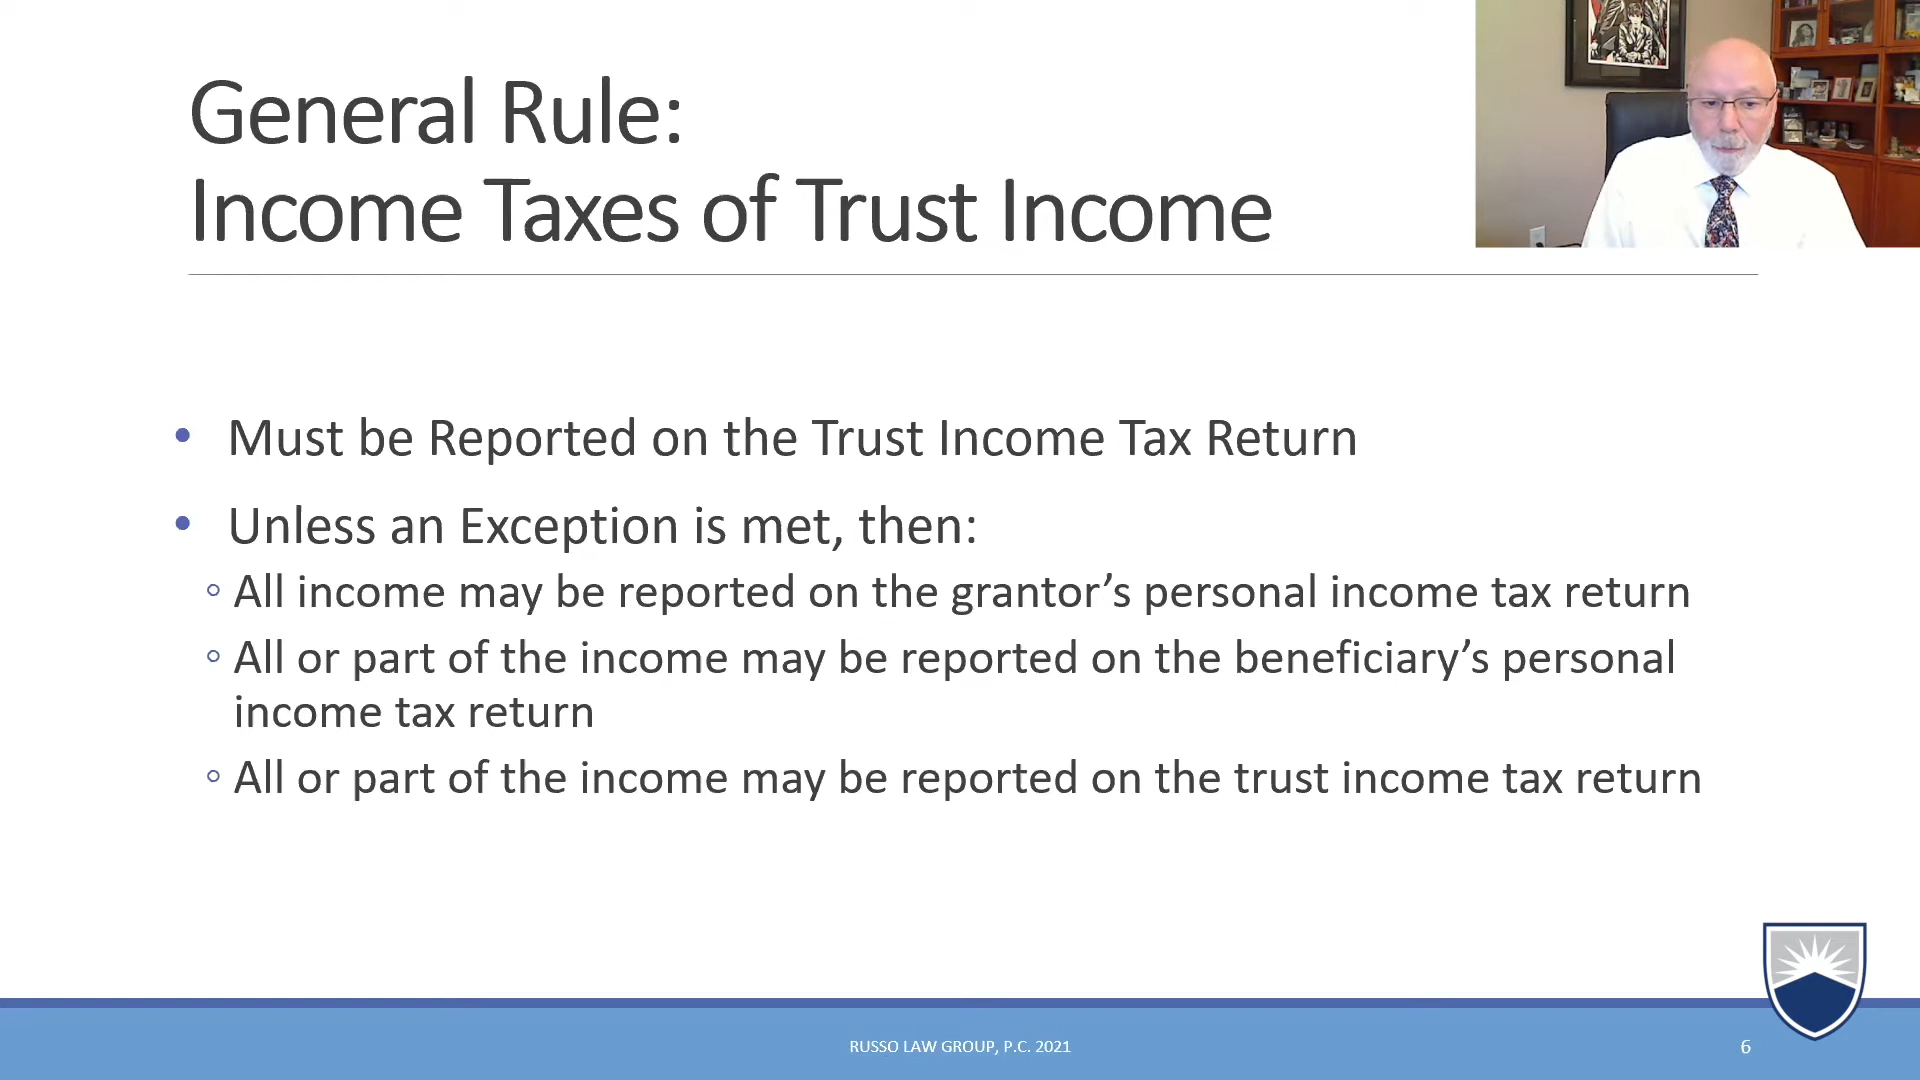 General Rule:
Income Taxes of Trust Income
• Must be Reported on the Trust Income Tax Return
• Unless an Exception is met, then:
◦ All income may be reported on the grantor’s personal income tax return
◦ All or part of the income may be reported on the beneficiary’s personal
income tax return
◦ All or part of the income may be reported on the trust income tax return
RUSSO LAW GROUP, P.C. 2021
6